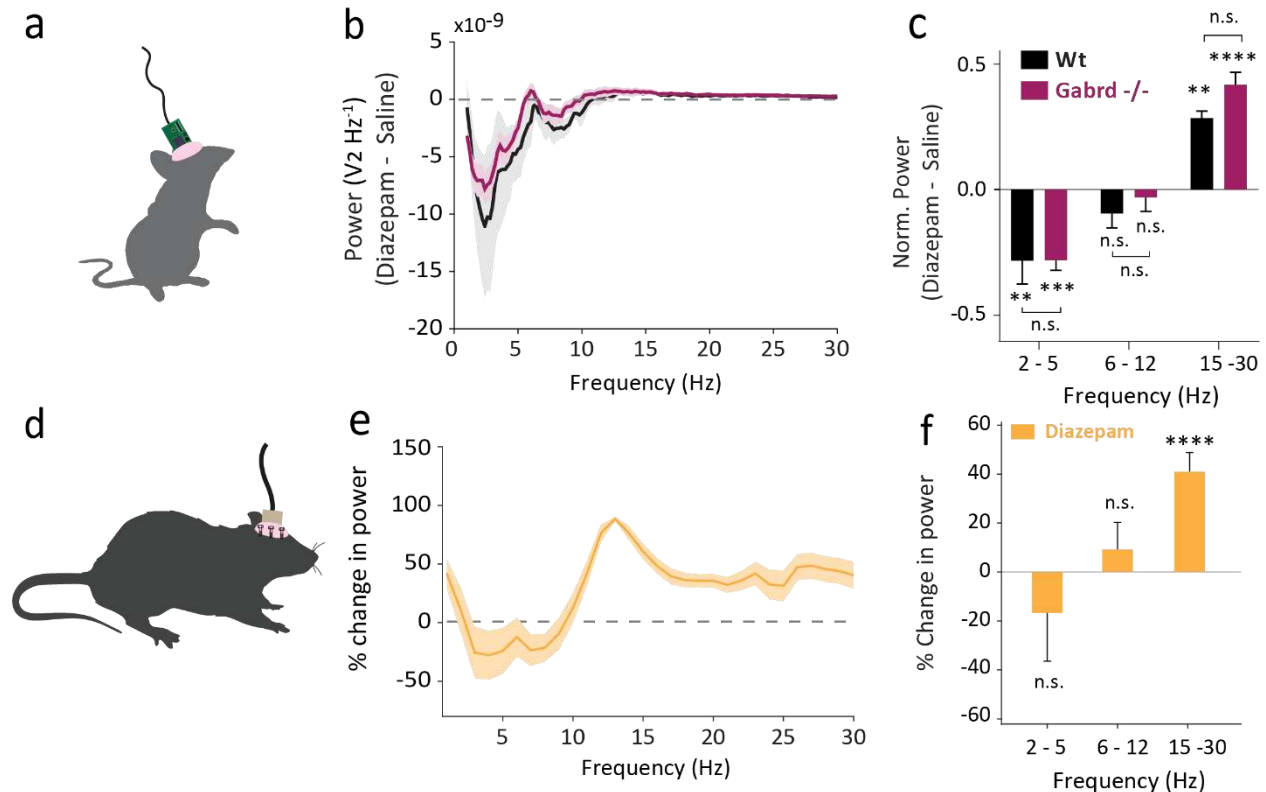 a
b
x10-9
5
0
-5
-10
-15
-20
Power (V2 Hz-1)
(Diazepam - Saline)
0
5
10
15
20
25
30
Frequency (Hz)
c
Wt
Gabrd -/-
n.s.
**
****
0.5
0.0
-0.5
Norm. Power
(Diazepam - Saline)
**
***
n.s.
n.s.
n.s.
n.s.
2 - 5
6 - 12
15 -30
Frequency (Hz)
d
e
150
100
50
0
-50
% change in power
5
10
15
20
25
30
Frequency (Hz)
f
Diazepam
60
40
20
0
-20
-40
-60
% Change in power
n.s.
n.s.
****
2 - 5
6 - 12
15 -30
Frequency (Hz)